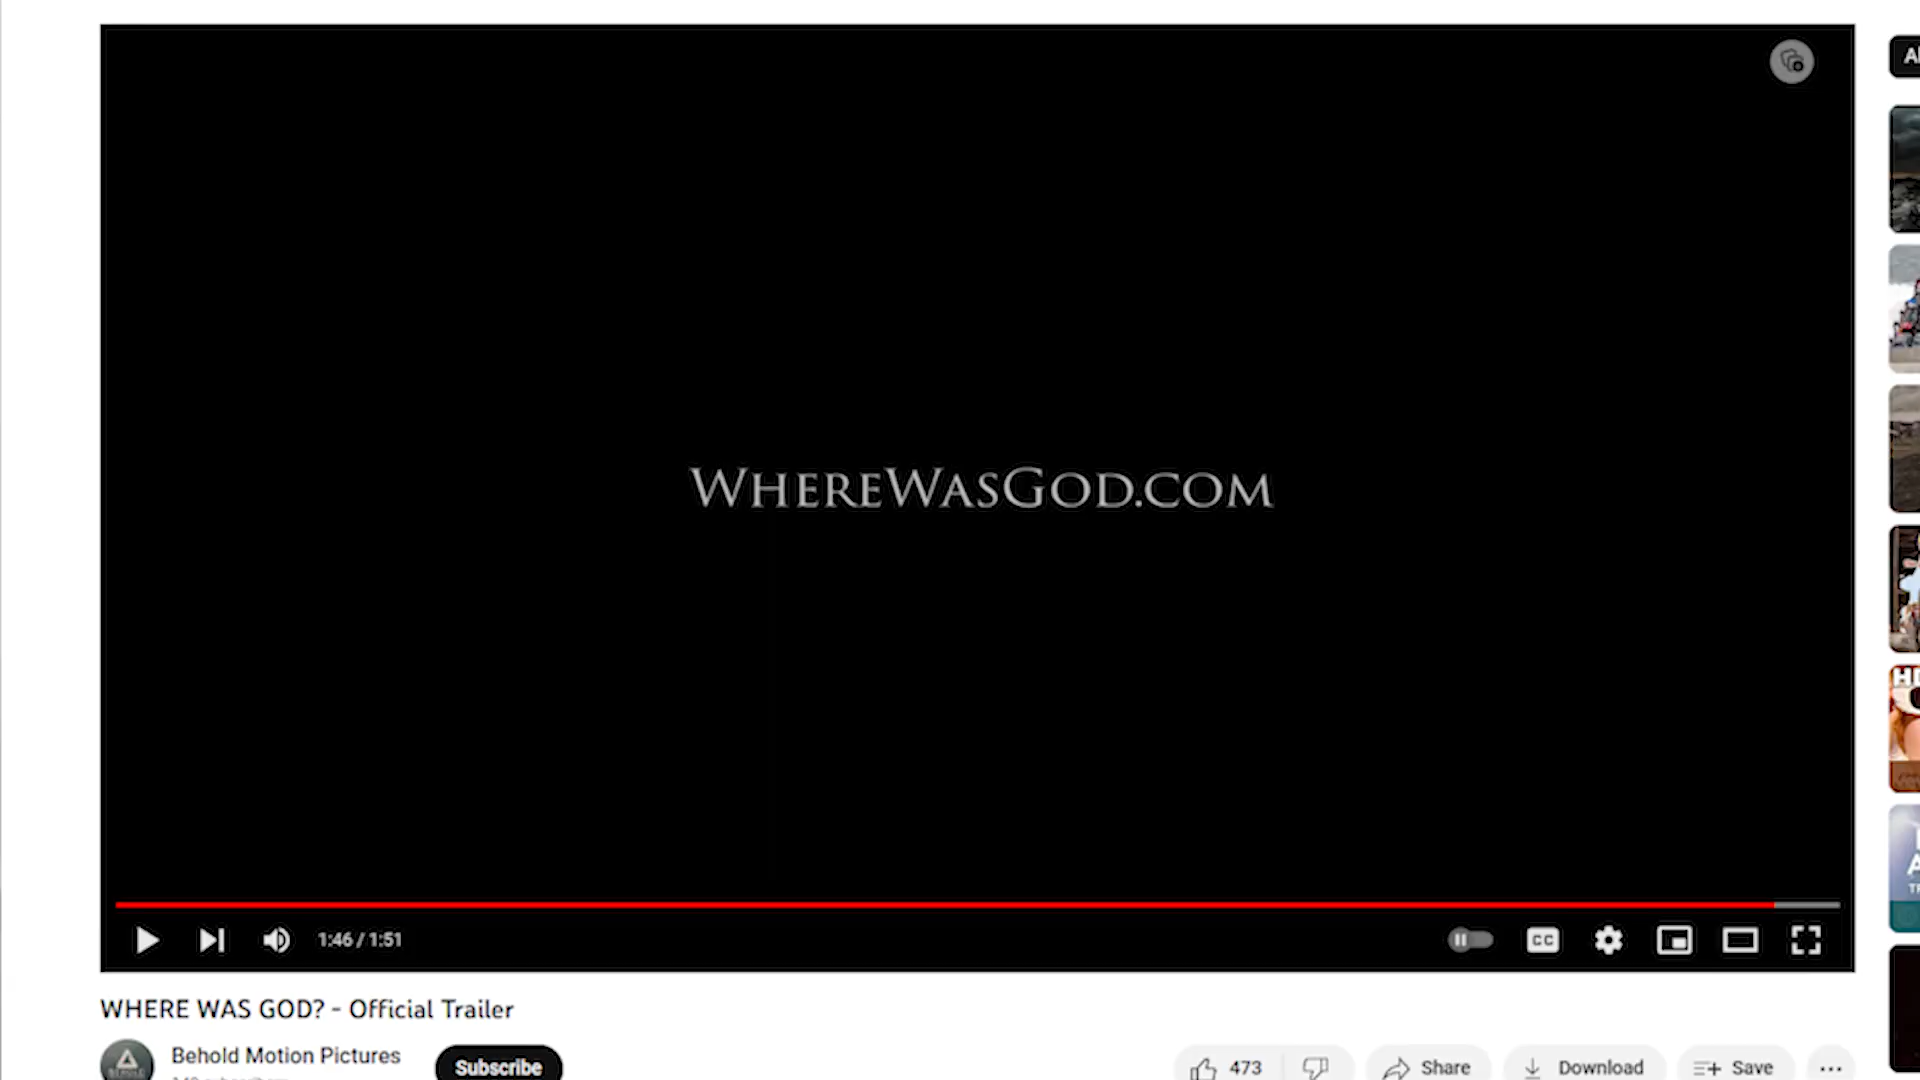 WHEREWASGOD.COM
1:46 / 1:51
CC
WHERE WAS GOD? - Official Trailer
Behold Motion Pictures
Subscribe
473
Share
Download
Save
HD